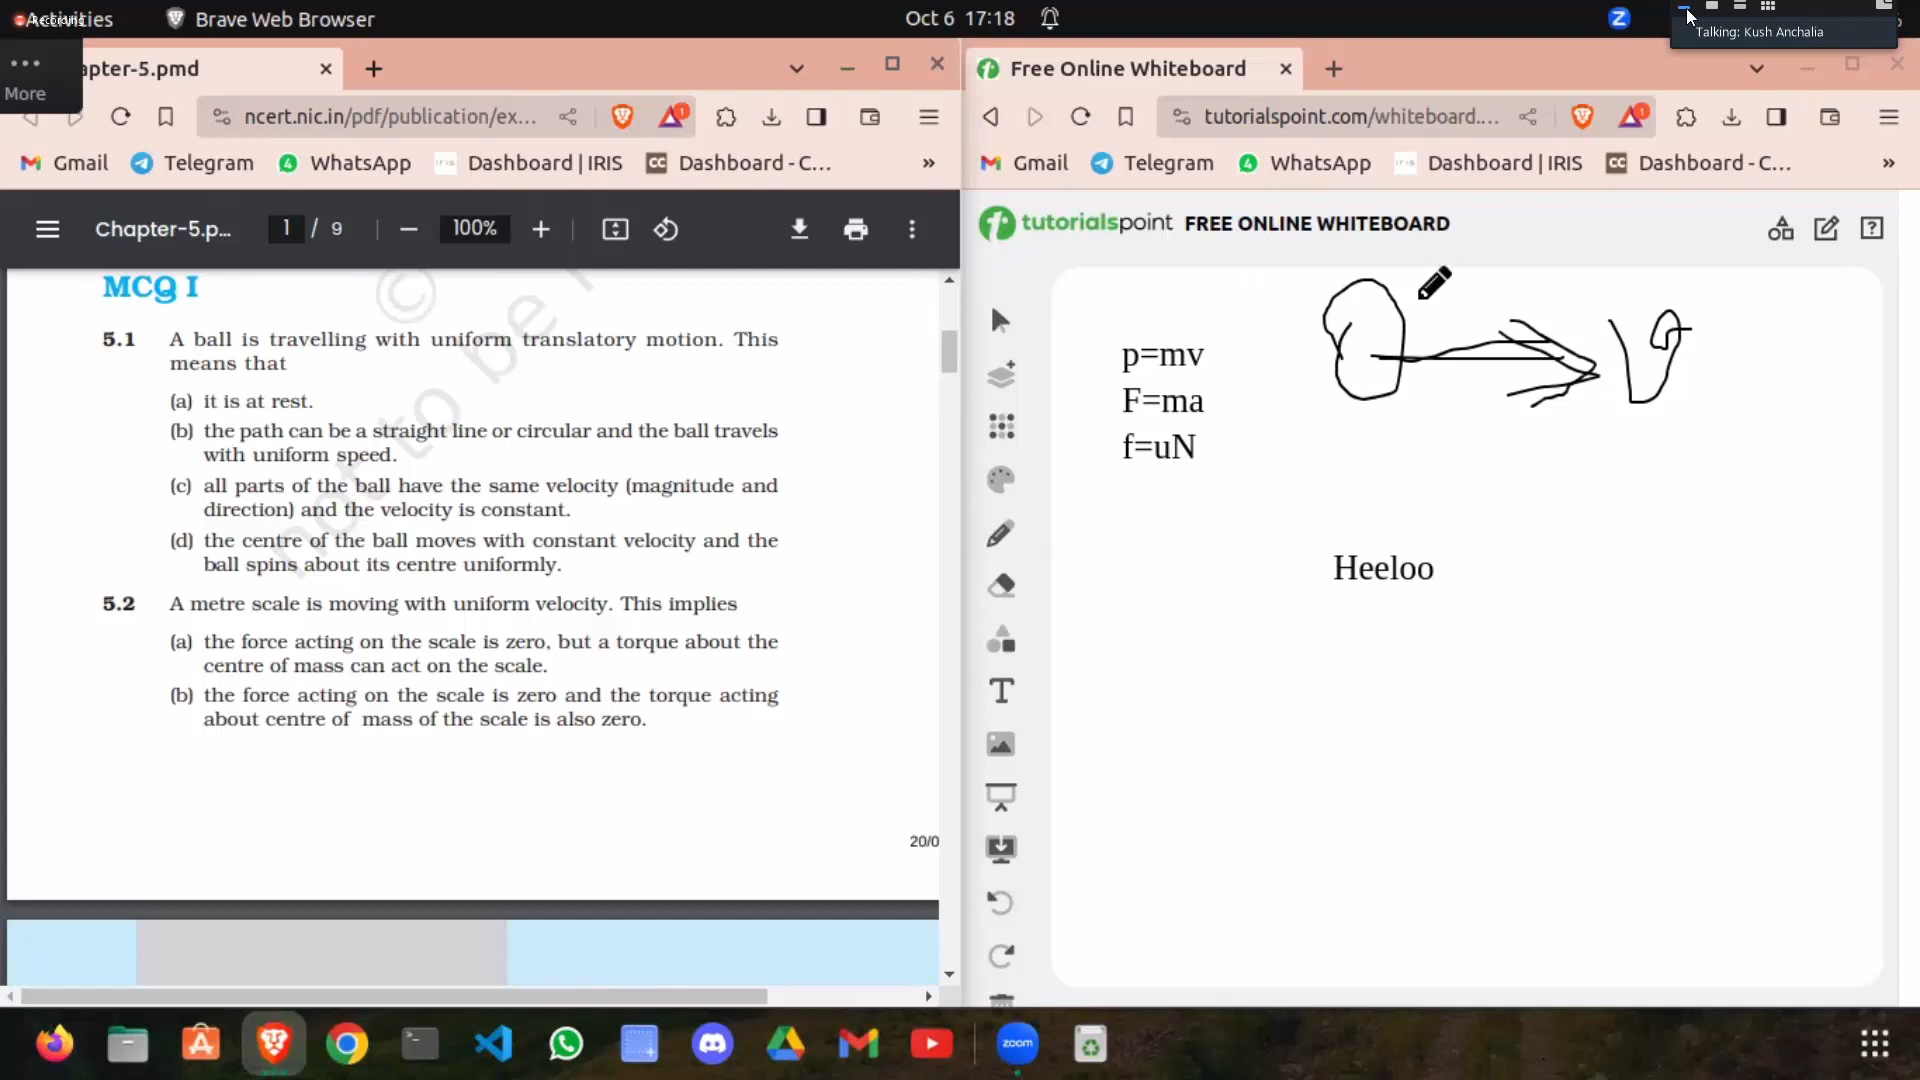 Activities
Recording
Brave Web Browser
Oct 6 17:18
Talking: Kush Anchalia
More
apter-5.pmd
ncert.nic.in/pdf/publication/ex...
Gmail Telegram WhatsApp Dashboard | IRIS Dashboard - C... »
Chapter-5.p... 1 / 9 100%
MCQ I
5.1 A ball is travelling with uniform translatory motion. This
means that
(a) it is at rest.
(b) the path can be a straight line or circular and the ball travels
with uniform speed.
(c) all parts of the ball have the same velocity (magnitude and
direction) and the velocity is constant.
(d) the centre of the ball moves with constant velocity and the
ball spins about its centre uniformly.
5.2 A metre scale is moving with uniform velocity. This implies
(a) the force acting on the scale is zero, but a torque about the
centre of mass can act on the scale.
(b) the force acting on the scale is zero and the torque acting
about centre of mass of the scale is also zero.
20/0
© not to be r
Free Online Whiteboard
tutorialspoint.com/whiteboard....
Gmail Telegram WhatsApp Dashboard | IRIS Dashboard - C... »
tutorialspoint FREE ONLINE WHITEBOARD
p=mv
F=ma
f=uN
V
Heeloo
zoom